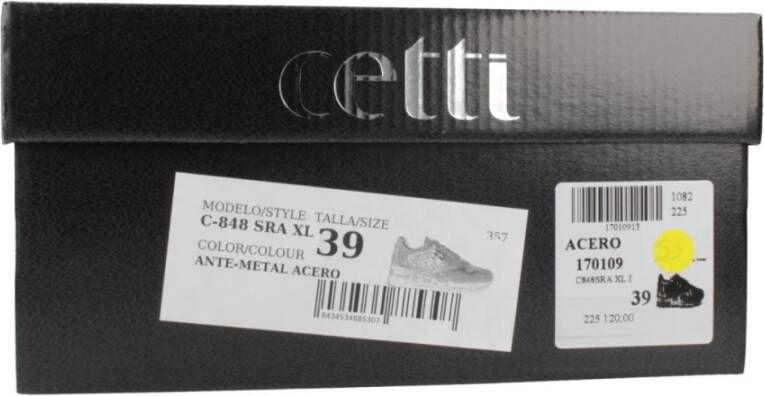 cetti
MODELO/STYLE TALLA/SIZE
C-848 SRA XL 39
COLOR/COLOUR
ANTE-METAL ACERO
357
8434534885307
1082
225
17010913
ACERO
170109
C848SRA XL I
39
225 120,00